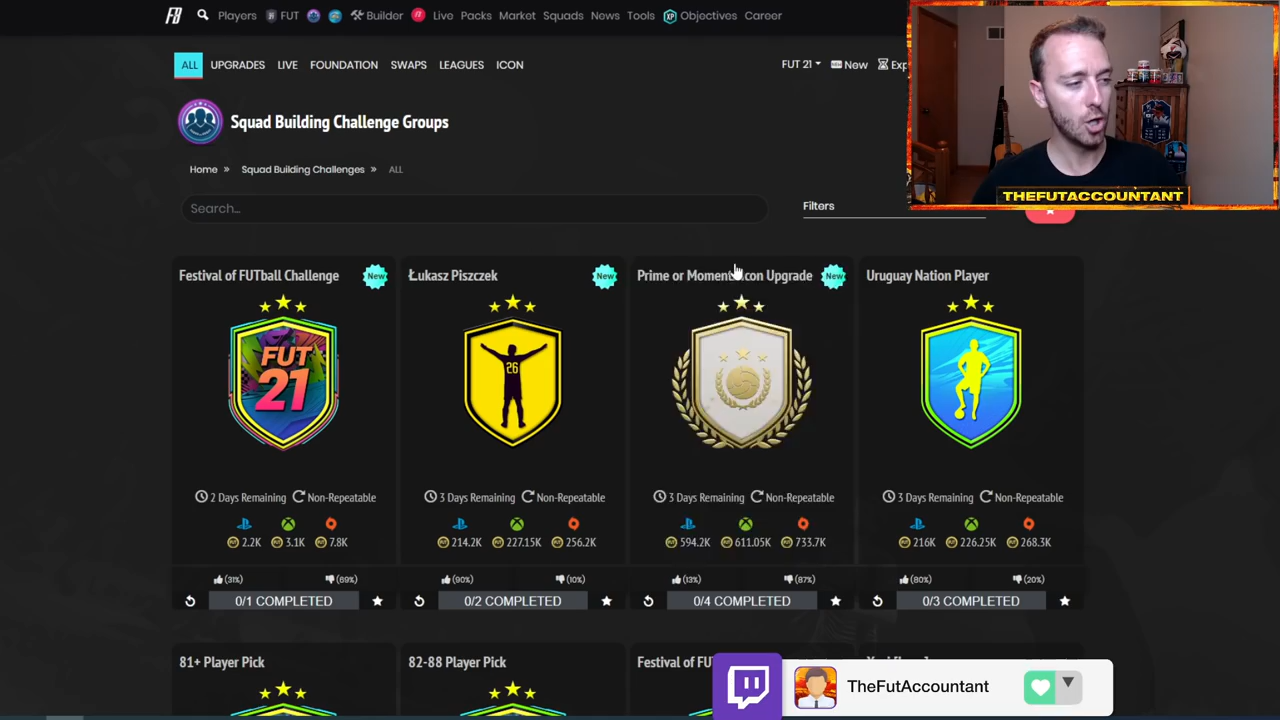 Players FUT Builder Live Packs Market Squads News Tools XP Objectives Career
ALL UPGRADES LIVE FOUNDATION SWAPS LEAGUES ICON
FUT 21 New
Squad Building Challenge Groups
Home » Squad Building Challenges » ALL
Search...
Filters
THEFUTACCOUNTANT
Festival of FUTball Challenge New
Łukasz Piszczek New
Prime or Moments Icon Upgrade New
Uruguay Nation Player
FUT 21
26
2 Days Remaining Non-Repeatable
3 Days Remaining Non-Repeatable
3 Days Remaining Non-Repeatable
3 Days Remaining Non-Repeatable
2.2K 3.1K 7.8K
214.2K 227.15K 256.2K
594.2K 611.05K 733.7K
216K 226.25K 268.3K
(31%) (69%)
(90%) (10%)
(13%) (87%)
(80%) (20%)
0/1 COMPLETED
0/2 COMPLETED
0/4 COMPLETED
0/3 COMPLETED
81+ Player Pick
82-88 Player Pick
Festival of
TheFutAccountant